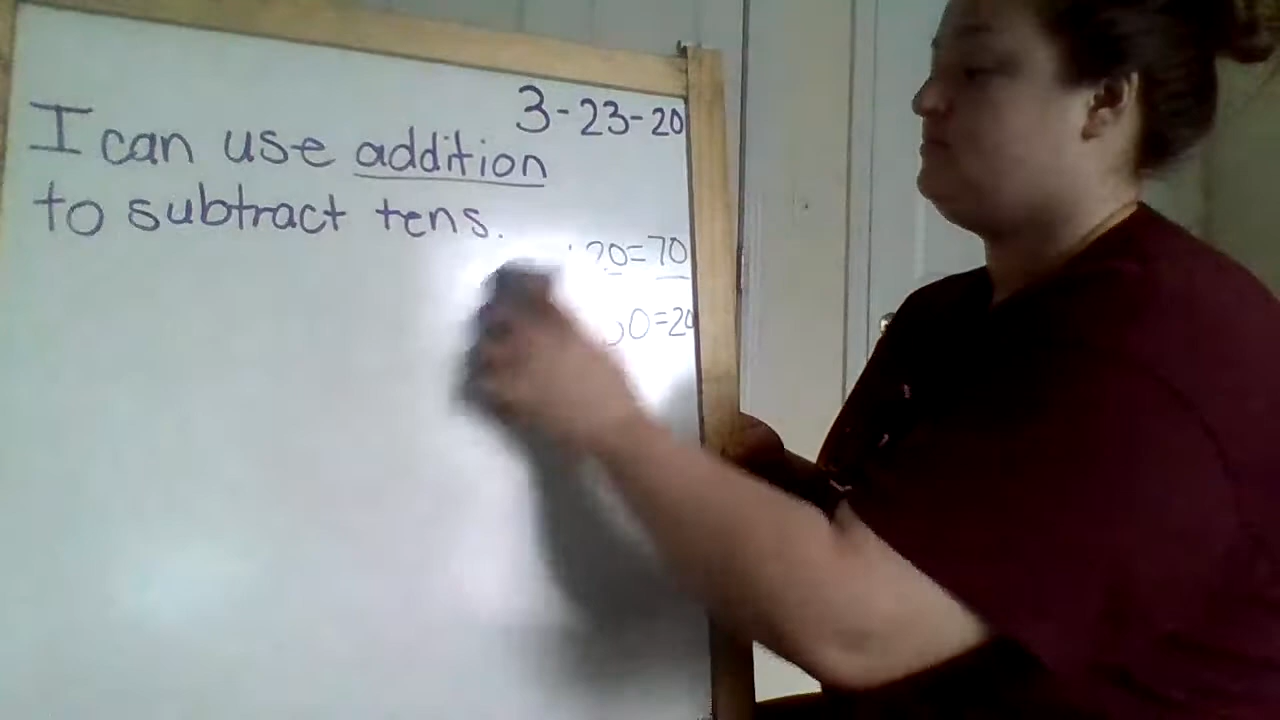 3-23-20
I can use addition
to subtract tens.
20=70
0=20